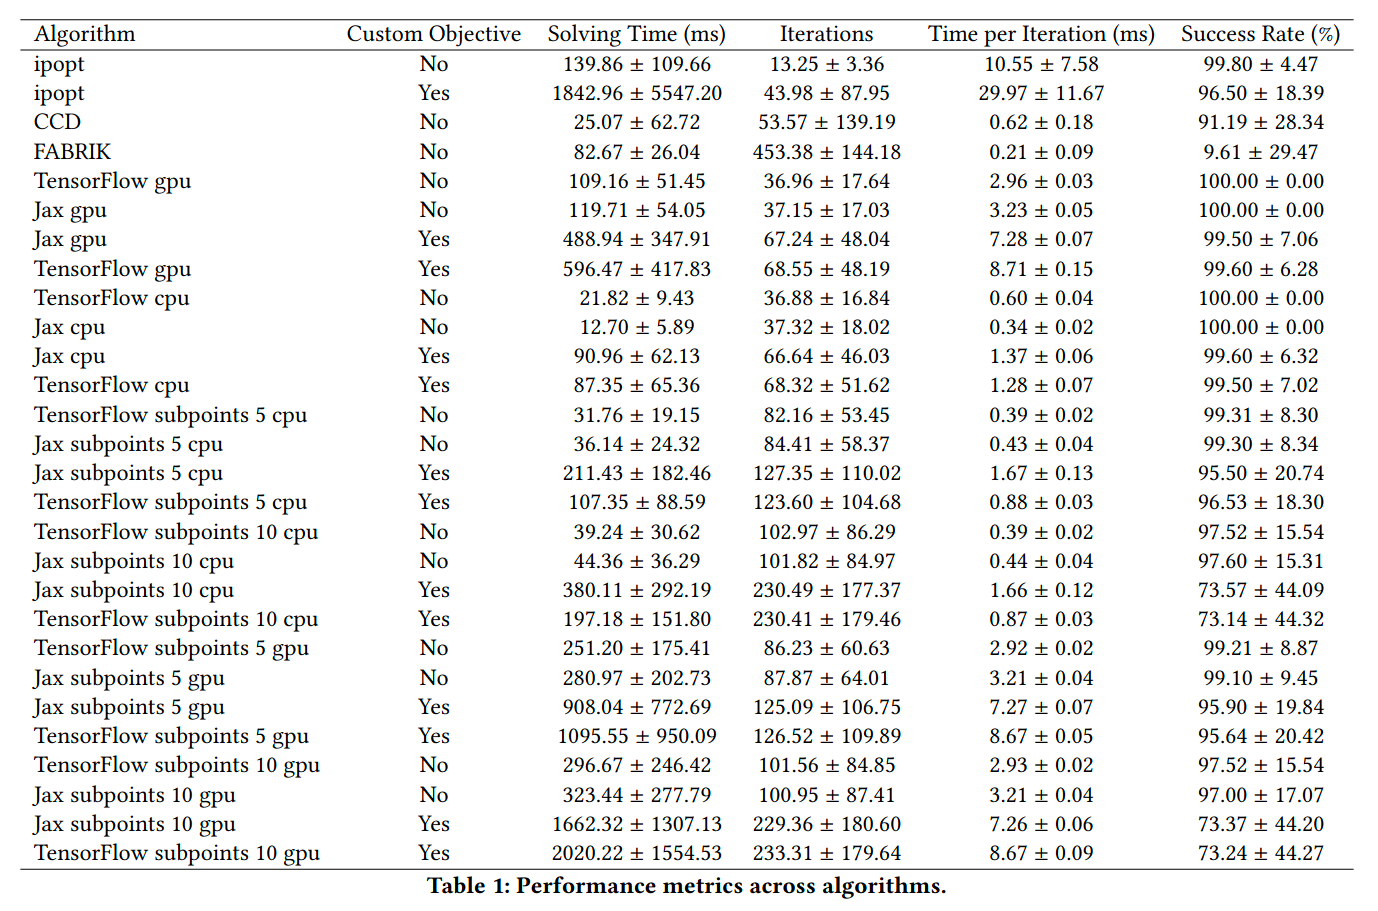 Algorithm Custom Objective Solving Time (ms) Iterations Time per Iteration (ms) Success Rate (%)
ipopt No 139.86 ± 109.66 13.25 ± 3.36 10.55 ± 7.58 99.80 ± 4.47
ipopt Yes 1842.96 ± 5547.20 43.98 ± 87.95 29.97 ± 11.67 96.50 ± 18.39
CCD No 25.07 ± 62.72 53.57 ± 139.19 0.62 ± 0.18 91.19 ± 28.34
FABRIK No 82.67 ± 26.04 453.38 ± 144.18 0.21 ± 0.09 9.61 ± 29.47
TensorFlow gpu No 109.16 ± 51.45 36.96 ± 17.64 2.96 ± 0.03 100.00 ± 0.00
Jax gpu No 119.71 ± 54.05 37.15 ± 17.03 3.23 ± 0.05 100.00 ± 0.00
Jax gpu Yes 488.94 ± 347.91 67.24 ± 48.04 7.28 ± 0.07 99.50 ± 7.06
TensorFlow gpu Yes 596.47 ± 417.83 68.55 ± 48.19 8.71 ± 0.15 99.60 ± 6.28
TensorFlow cpu No 21.82 ± 9.43 36.88 ± 16.84 0.60 ± 0.04 100.00 ± 0.00
Jax cpu No 12.70 ± 5.89 37.32 ± 18.02 0.34 ± 0.02 100.00 ± 0.00
Jax cpu Yes 90.96 ± 62.13 66.64 ± 46.03 1.37 ± 0.06 99.60 ± 6.32
TensorFlow cpu Yes 87.35 ± 65.36 68.32 ± 51.62 1.28 ± 0.07 99.50 ± 7.02
TensorFlow subpoints 5 cpu No 31.76 ± 19.15 82.16 ± 53.45 0.39 ± 0.02 99.31 ± 8.30
Jax subpoints 5 cpu No 36.14 ± 24.32 84.41 ± 58.37 0.43 ± 0.04 99.30 ± 8.34
Jax subpoints 5 cpu Yes 211.43 ± 182.46 127.35 ± 110.02 1.67 ± 0.13 95.50 ± 20.74
TensorFlow subpoints 5 cpu Yes 107.35 ± 88.59 123.60 ± 104.68 0.88 ± 0.03 96.53 ± 18.30
TensorFlow subpoints 10 cpu No 39.24 ± 30.62 102.97 ± 86.29 0.39 ± 0.02 97.52 ± 15.54
Jax subpoints 10 cpu No 44.36 ± 36.29 101.82 ± 84.97 0.44 ± 0.04 97.60 ± 15.31
Jax subpoints 10 cpu Yes 380.11 ± 292.19 230.49 ± 177.37 1.66 ± 0.12 73.57 ± 44.09
TensorFlow subpoints 10 cpu Yes 197.18 ± 151.80 230.41 ± 179.46 0.87 ± 0.03 73.14 ± 44.32
TensorFlow subpoints 5 gpu No 251.20 ± 175.41 86.23 ± 60.63 2.92 ± 0.02 99.21 ± 8.87
Jax subpoints 5 gpu No 280.97 ± 202.73 87.87 ± 64.01 3.21 ± 0.04 99.10 ± 9.45
Jax subpoints 5 gpu Yes 908.04 ± 772.69 125.09 ± 106.75 7.27 ± 0.07 95.90 ± 19.84
TensorFlow subpoints 5 gpu Yes 1095.55 ± 950.09 126.52 ± 109.89 8.67 ± 0.05 95.64 ± 20.42
TensorFlow subpoints 10 gpu No 296.67 ± 246.42 101.56 ± 84.85 2.93 ± 0.02 97.52 ± 15.54
Jax subpoints 10 gpu No 323.44 ± 277.79 100.95 ± 87.41 3.21 ± 0.04 97.00 ± 17.07
Jax subpoints 10 gpu Yes 1662.32 ± 1307.13 229.36 ± 180.60 7.26 ± 0.06 73.37 ± 44.20
TensorFlow subpoints 10 gpu Yes 2020.22 ± 1554.53 233.31 ± 179.64 8.67 ± 0.09 73.24 ± 44.27
Table 1: Performance metrics across algorithms.